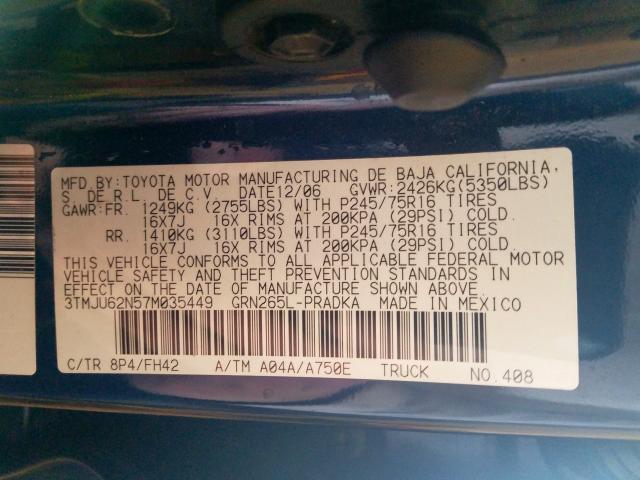 MFD.BY:TOYOTA MOTOR MANUFACTURING DE BAJA CALIFORNIA,
S. DE R.L. DE C.V. DATE12/06 GVWR:2426KG(5350LBS)
GAWR:FR. 1249KG (2755LBS) WITH P245/75R16 TIRES
16X7J 16X RIMS AT 200KPA (29PSI) COLD.
RR. 1410KG (3110LBS) WITH P245/75R16 TIRES
16X7J 16X RIMS AT 200KPA (29PSI) COLD.
THIS VEHICLE CONFORMS TO ALL APPLICABLE FEDERAL MOTOR
VEHICLE SAFETY AND THEFT PREVENTION STANDARDS IN
EFFECT ON THE DATE OF MANUFACTURE SHOWN ABOVE.
3TMJU62N57M035449 GRN265L-PRADKA MADE IN MEXICO
C/TR 8P4/FH42 A/TM A04A/A750E TRUCK NO.408